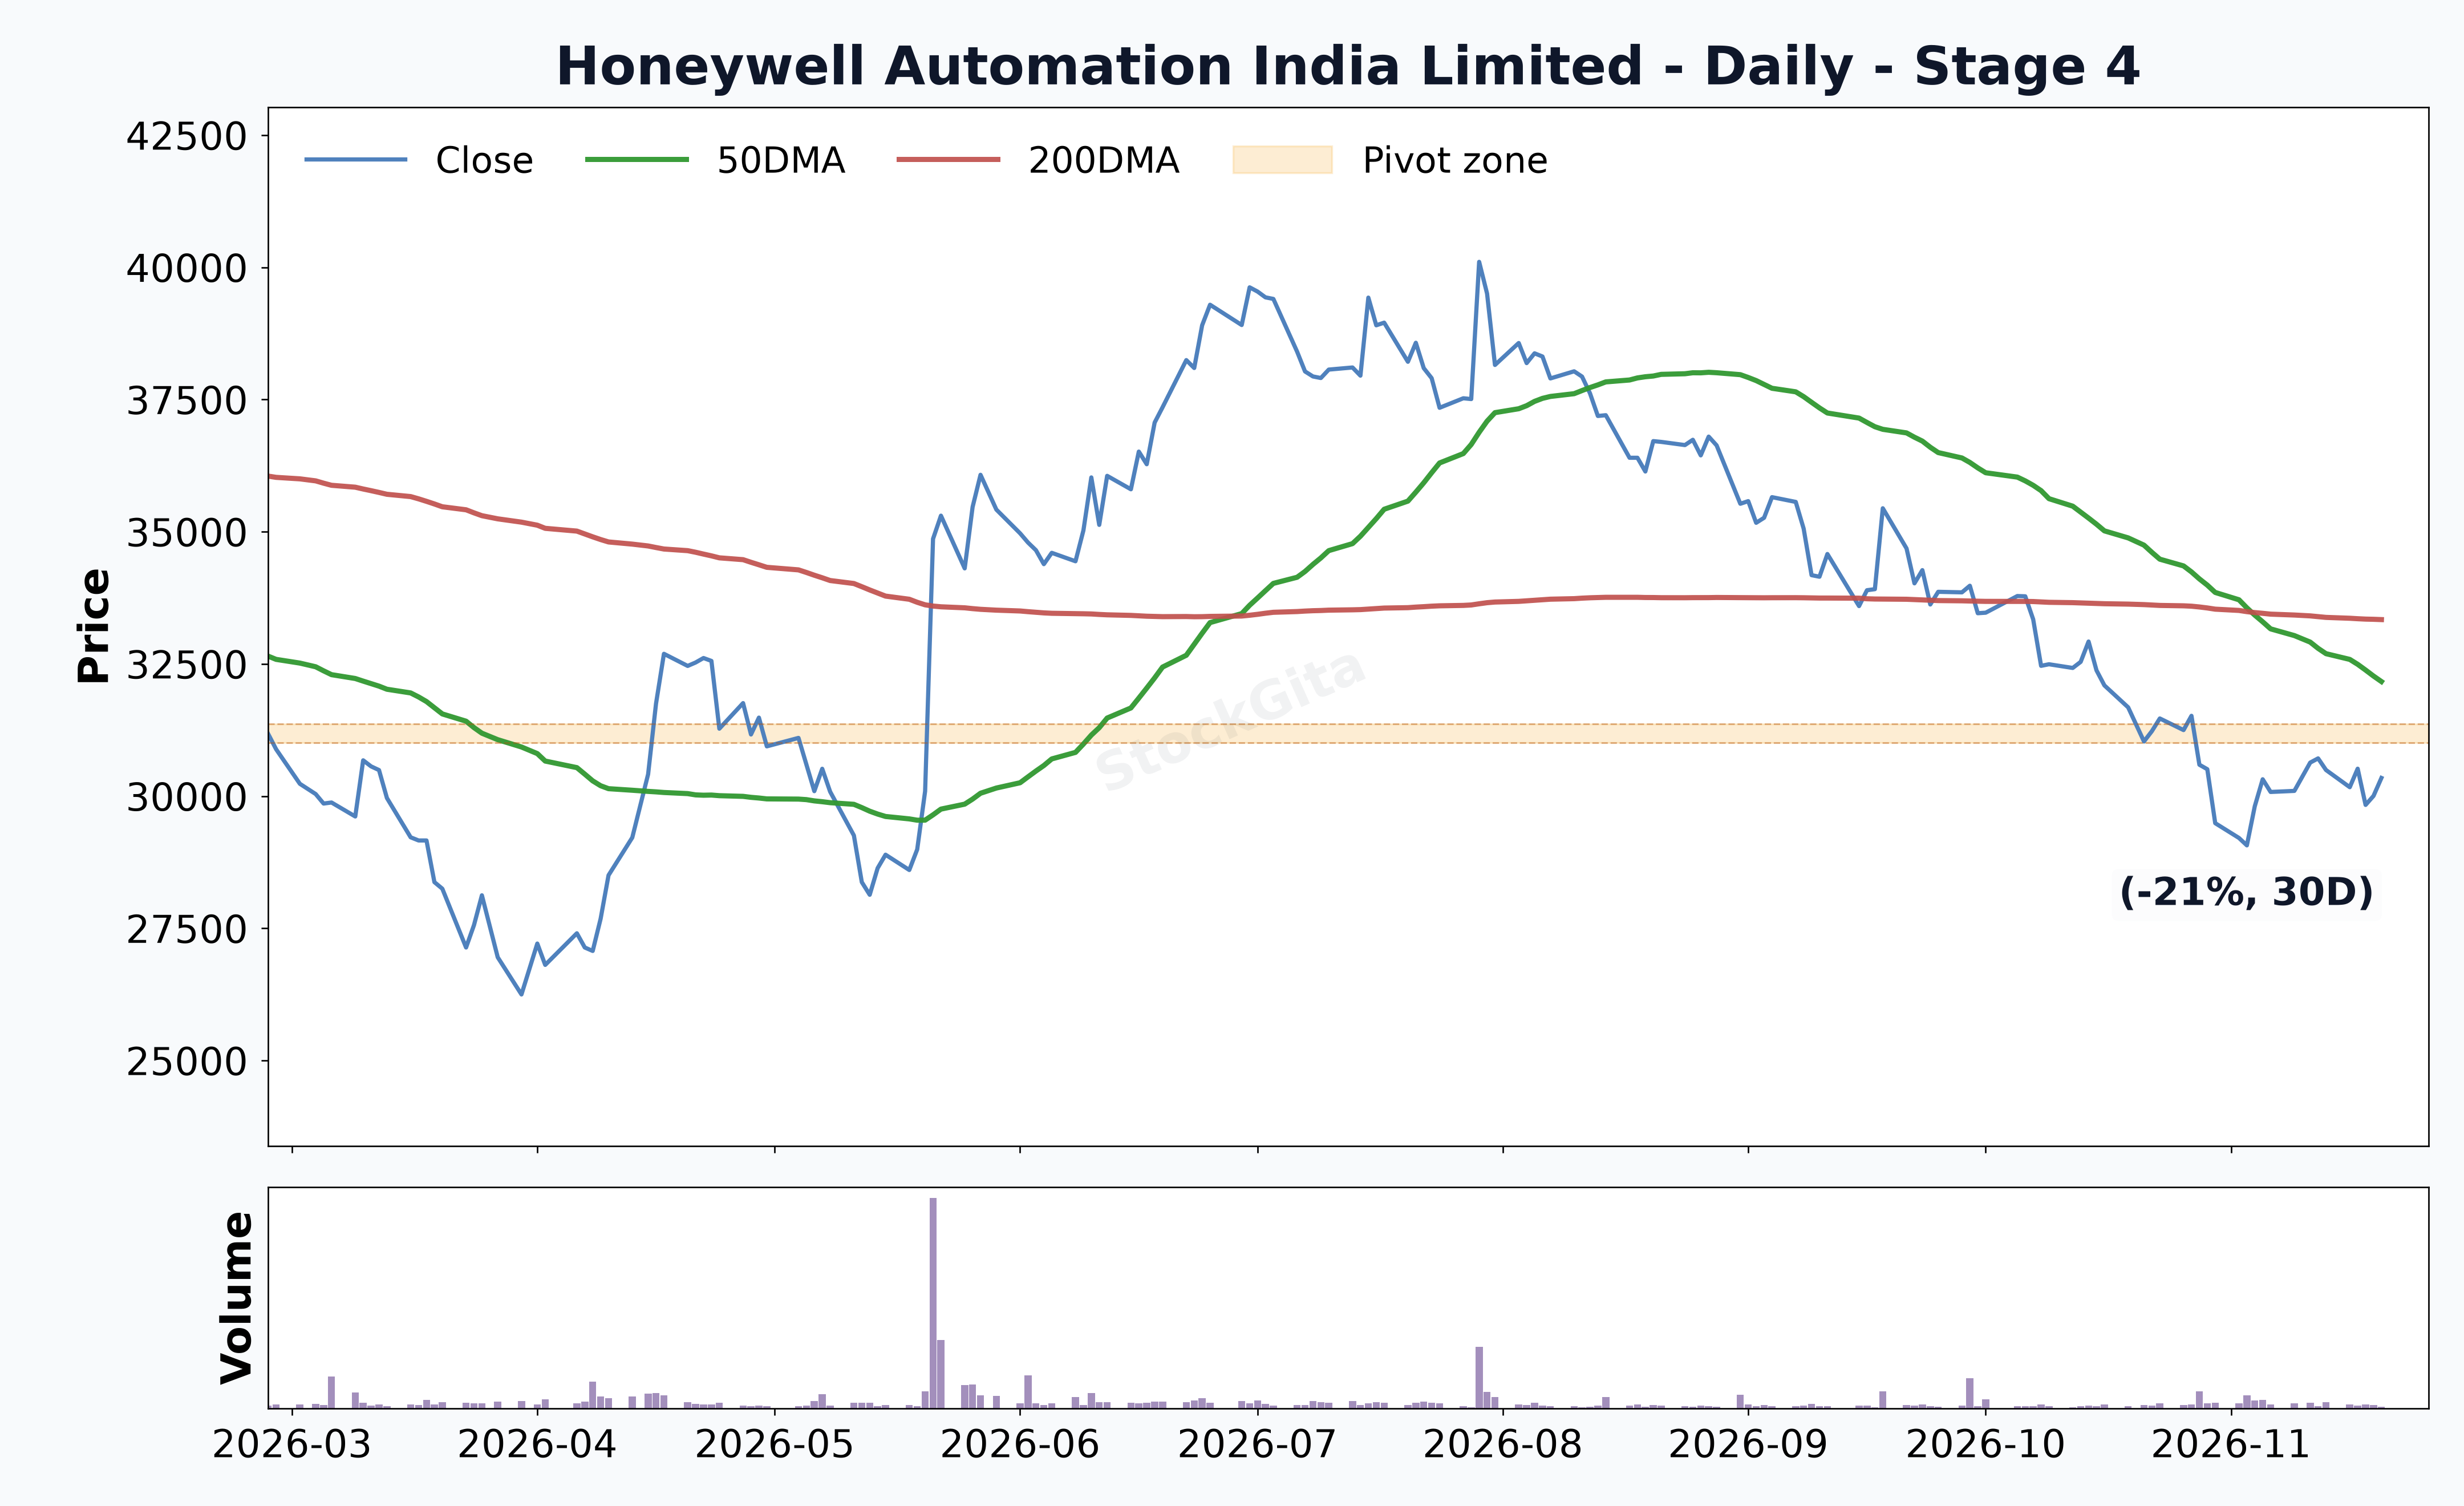 Honeywell Automation India Limited - Daily - Stage 4
Close 50DMA 200DMA Pivot zone
42500
40000
37500
35000
32500
30000
27500
25000
Price
StockGita
(-21%, 30D)
Volume
2026-03 2026-04 2026-05 2026-06 2026-07 2026-08 2026-09 2026-10 2026-11